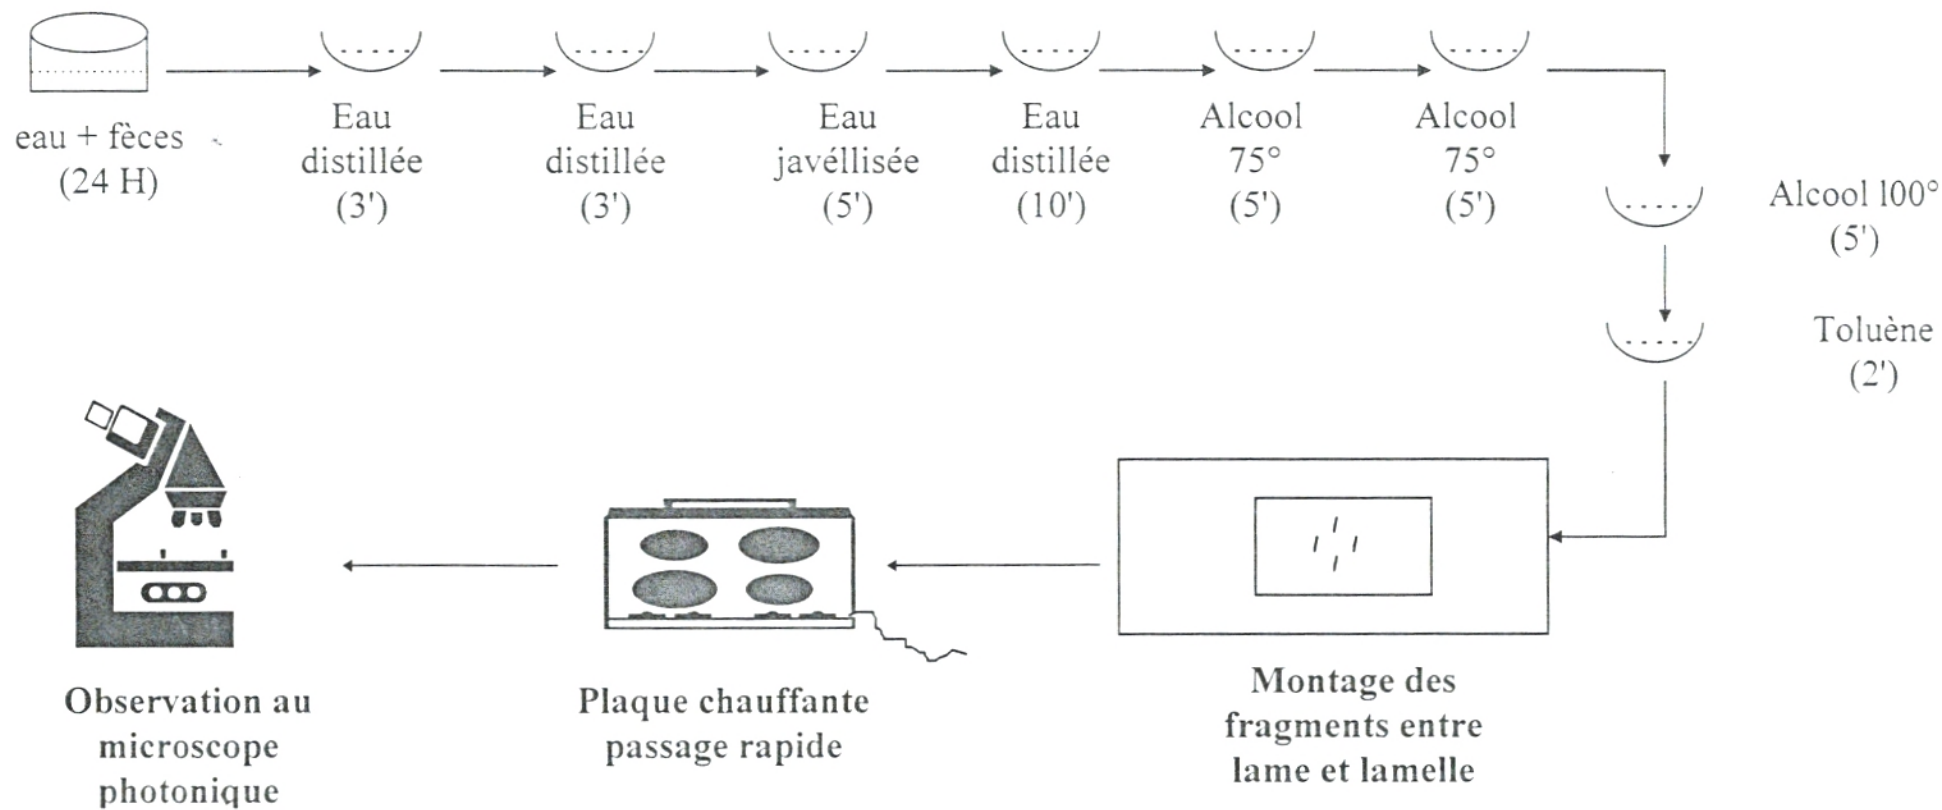 eau + fèces
(24 H)
Eau
distillée
(3')
Eau
distillée
(3')
Eau
javéllisée
(5')
Eau
distillée
(10')
Alcool
75°
(5')
Alcool
75°
(5')
Alcool l00°
(5')
Toluène
(2')
Montage des
fragments entre
lame et lamelle
Plaque chauffante
passage rapide
Observation au
microscope
photonique